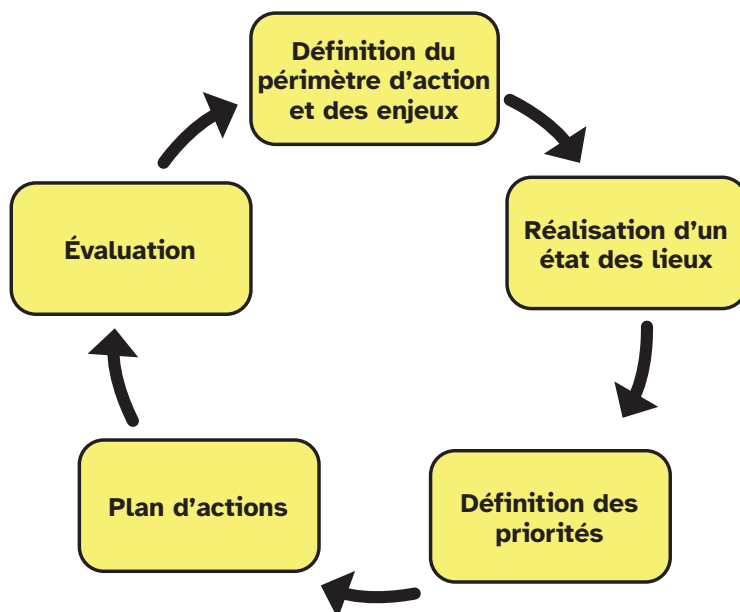 Définition du
périmètre d’action
et des enjeux
Réalisation d’un
état des lieux
Définition des
priorités
Plan d’actions
Évaluation